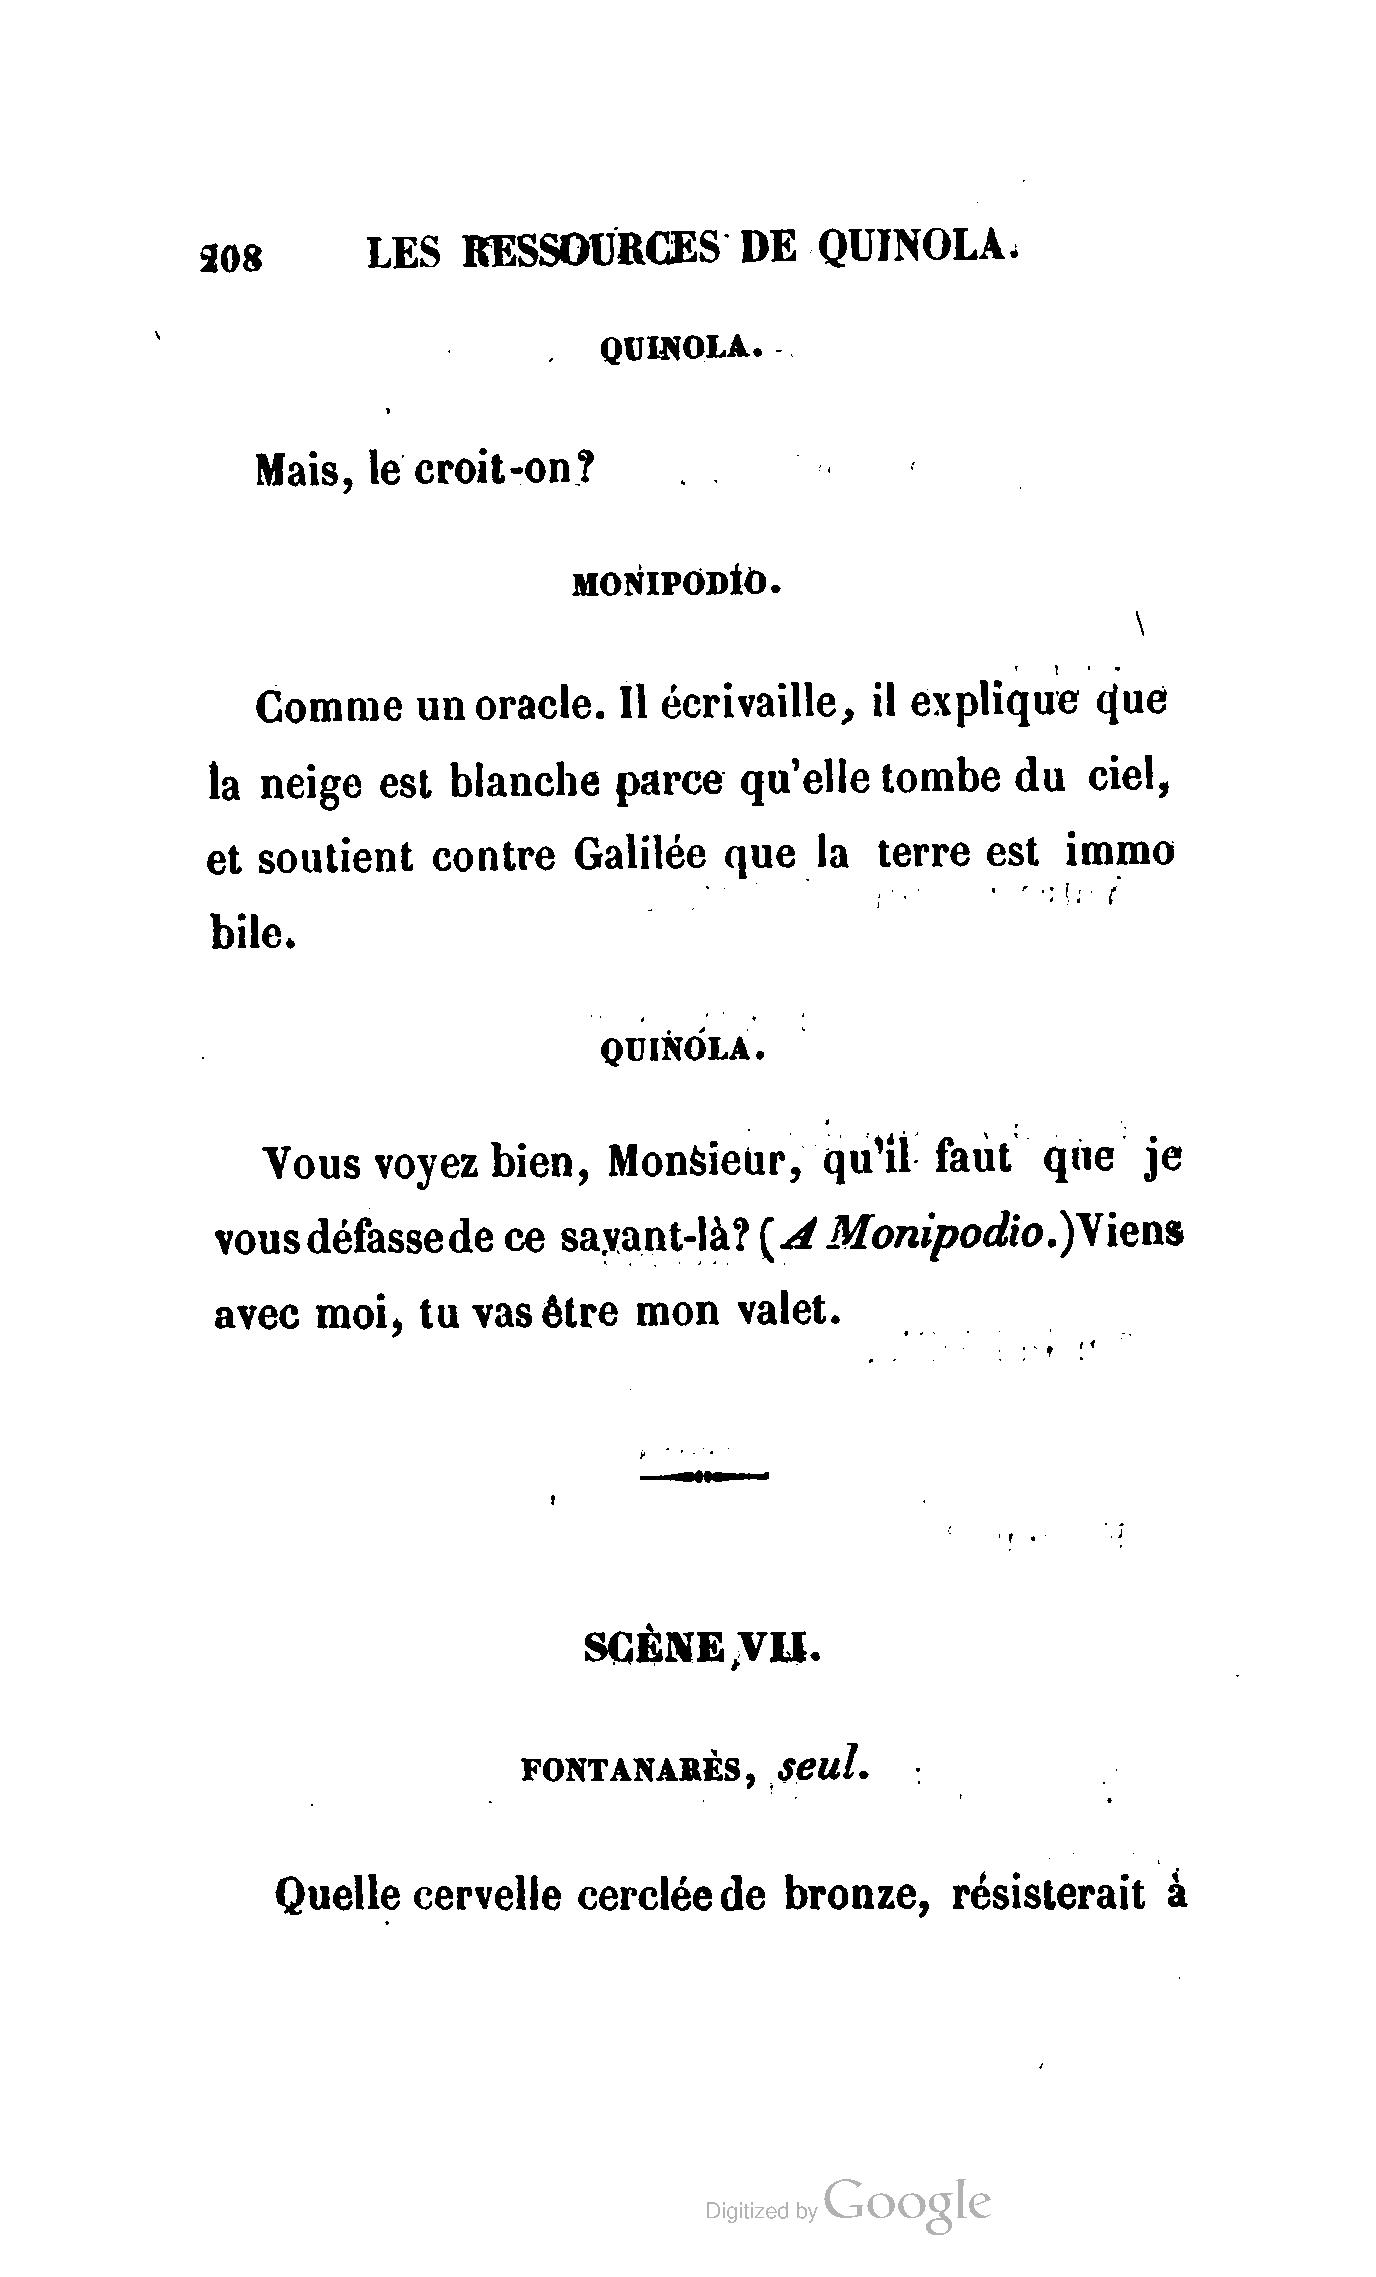 208 LES RESSOURCES DE QUINOLA.
QUINOLA.
Mais, le croit-on?
MONIPODIO.
Comme un oracle. Il écrivaille, il explique que
la neige est blanche parce qu'elle tombe du ciel,
et soutient contre Galilée que la terre est immo
bile.
QUINOLA.
Vous voyez bien, Monsieur, qu'il faut que je
vous défasse de ce savant-là? (A Monipodio.) Viens
avec moi, tu vas être mon valet.
SCÈNE VII.
FONTANARÈS, seul.
Quelle cervelle cerclée de bronze, résisterait à
Digitized by Google